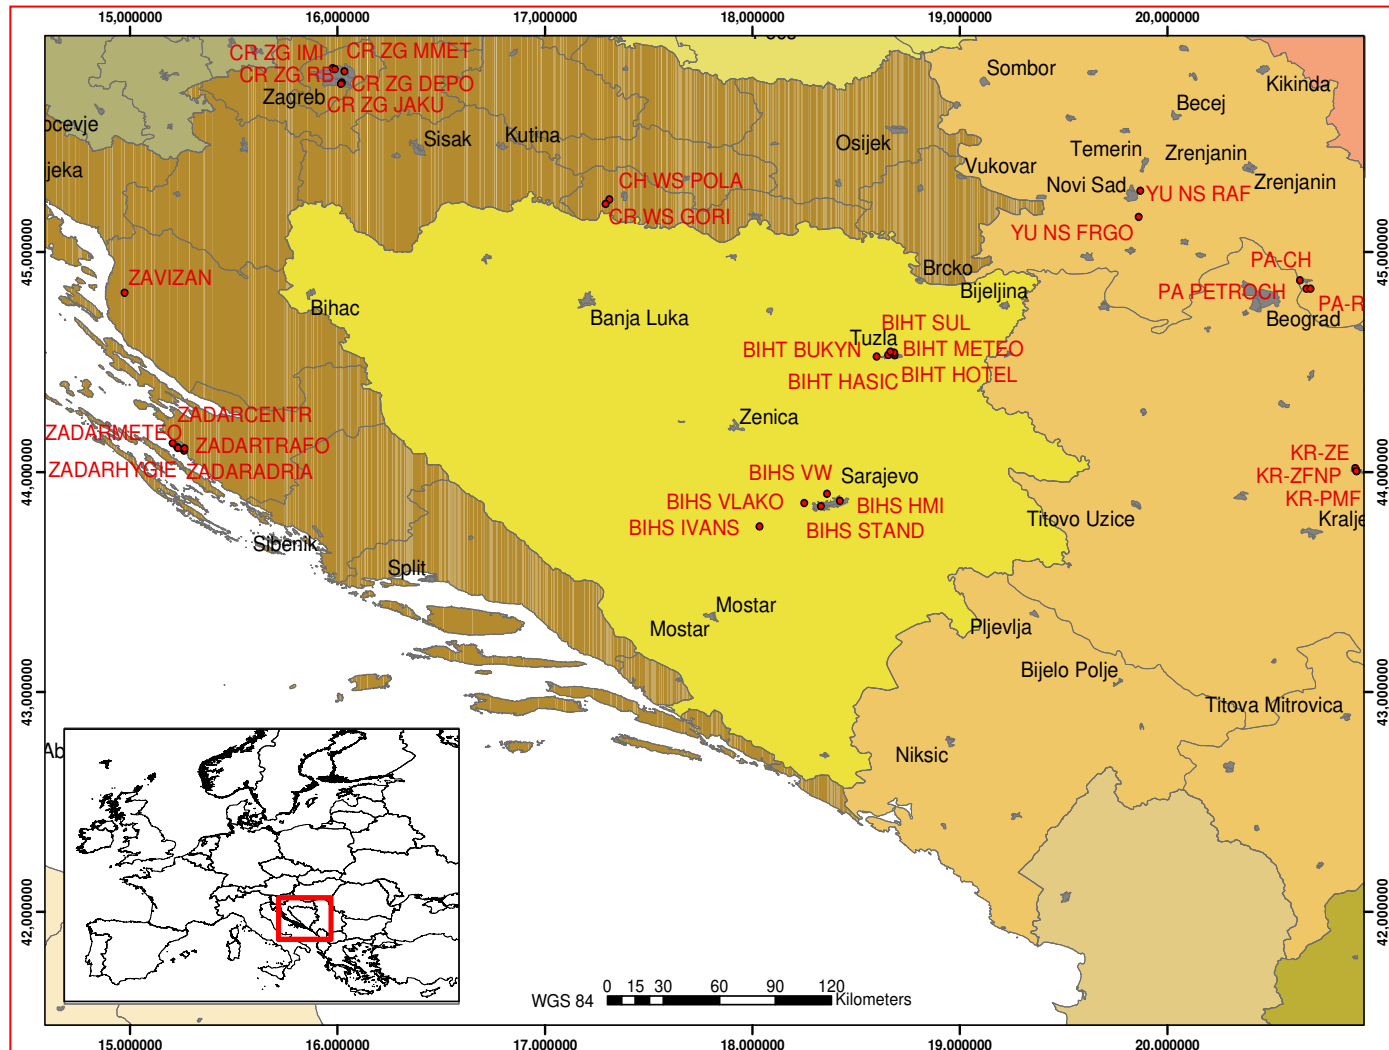 15,000000 16,000000 17,000000 18,000000 19,000000 20,000000
CR ZG IMI CR ZG MMET
CR ZG RB CR ZG DEPO
Zagreb CR ZG JAKU
Sombor
Kikinda
Becej
ocevje
Sisak Kutina Osijek
Temerin Zrenjanin
jeka
Vukovar
CH WS POLA
Novi Sad YU NS RAF Zrenjanin
CR WS GORI
YU NS FRGO
45,000000 45,000000
PA-CH
Brcko
ZAVIZAN
Bijeljina PA PETROCH PA-R
Bihac Banja Luka
Beograd
BIHT SUL
Tuzla
BIHT BUKYN BIHT METEO
BIHT HASIC BIHT HOTEL
ZADARCENTR
Zenica
ZADARMETEO ZADARTRAFO
KR-ZE
ZADARHYGIE ZADARADRIA
44,000000 44,000000
BIHS VW Sarajevo
KR-ZFNP
KR-PMF
BIHS VLAKO BIHS HMI
BIHS IVANS BIHS STAND
Titovo Uzice Kralje
Sibenik
Split
Mostar
Mostar
Pljevlja
Bijelo Polje
43,000000 43,000000
Titova Mitrovica
Ab
Niksic
42,000000 42,000000
0 15 30 60 90 120
WGS 84 Kilometers
15,000000 16,000000 17,000000 18,000000 19,000000 20,000000